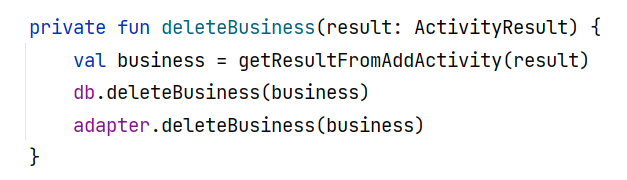 private fun deleteBusiness(result: ActivityResult) {
    val business = getResultFromAddActivity(result)
    db.deleteBusiness(business)
    adapter.deleteBusiness(business)
}